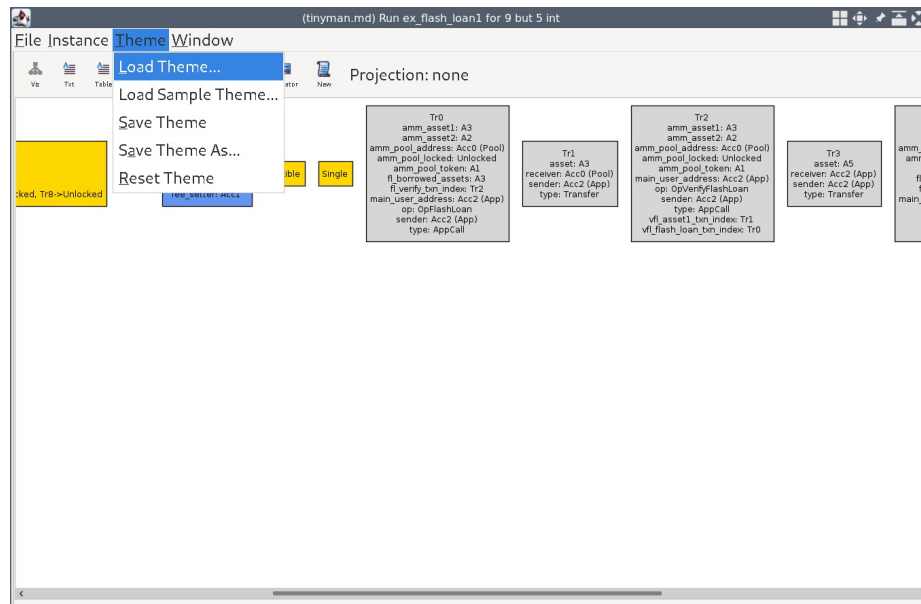 (tinyman.md) Run ex_flash_loan1 for 9 but 5 int
File Instance Theme Window
Load Theme...
Load Sample Theme...
Save Theme
Save Theme As...
Reset Theme
Viz Txt Table New
Projection: none
Tr8->Unlocked
fee_setter: Acc1
Single
Tr0
amm_asset1: A3
amm_asset2: A2
amm_pool_address: Acc0 (Pool)
amm_pool_locked: Unlocked
amm_pool_token: A1
fl_borrowed_assets: A3
fl_verify_txn_index: Tr2
main_user_address: Acc2 (App)
op: OpFlashLoan
sender: Acc2 (App)
type: AppCall
Tr1
asset: A3
receiver: Acc0 (Pool)
sender: Acc2 (App)
type: Transfer
Tr2
amm_asset1: A3
amm_asset2: A2
amm_pool_address: Acc0 (Pool)
amm_pool_locked: Unlocked
amm_pool_token: A1
main_user_address: Acc2 (App)
op: OpVerifyFlashLoan
sender: Acc2 (App)
type: AppCall
vfl_asset1_txn_index: Tr1
vfl_flash_loan_txn_index: Tr0
Tr3
asset: A5
receiver: Acc2 (App)
sender: Acc2 (App)
type: Transfer